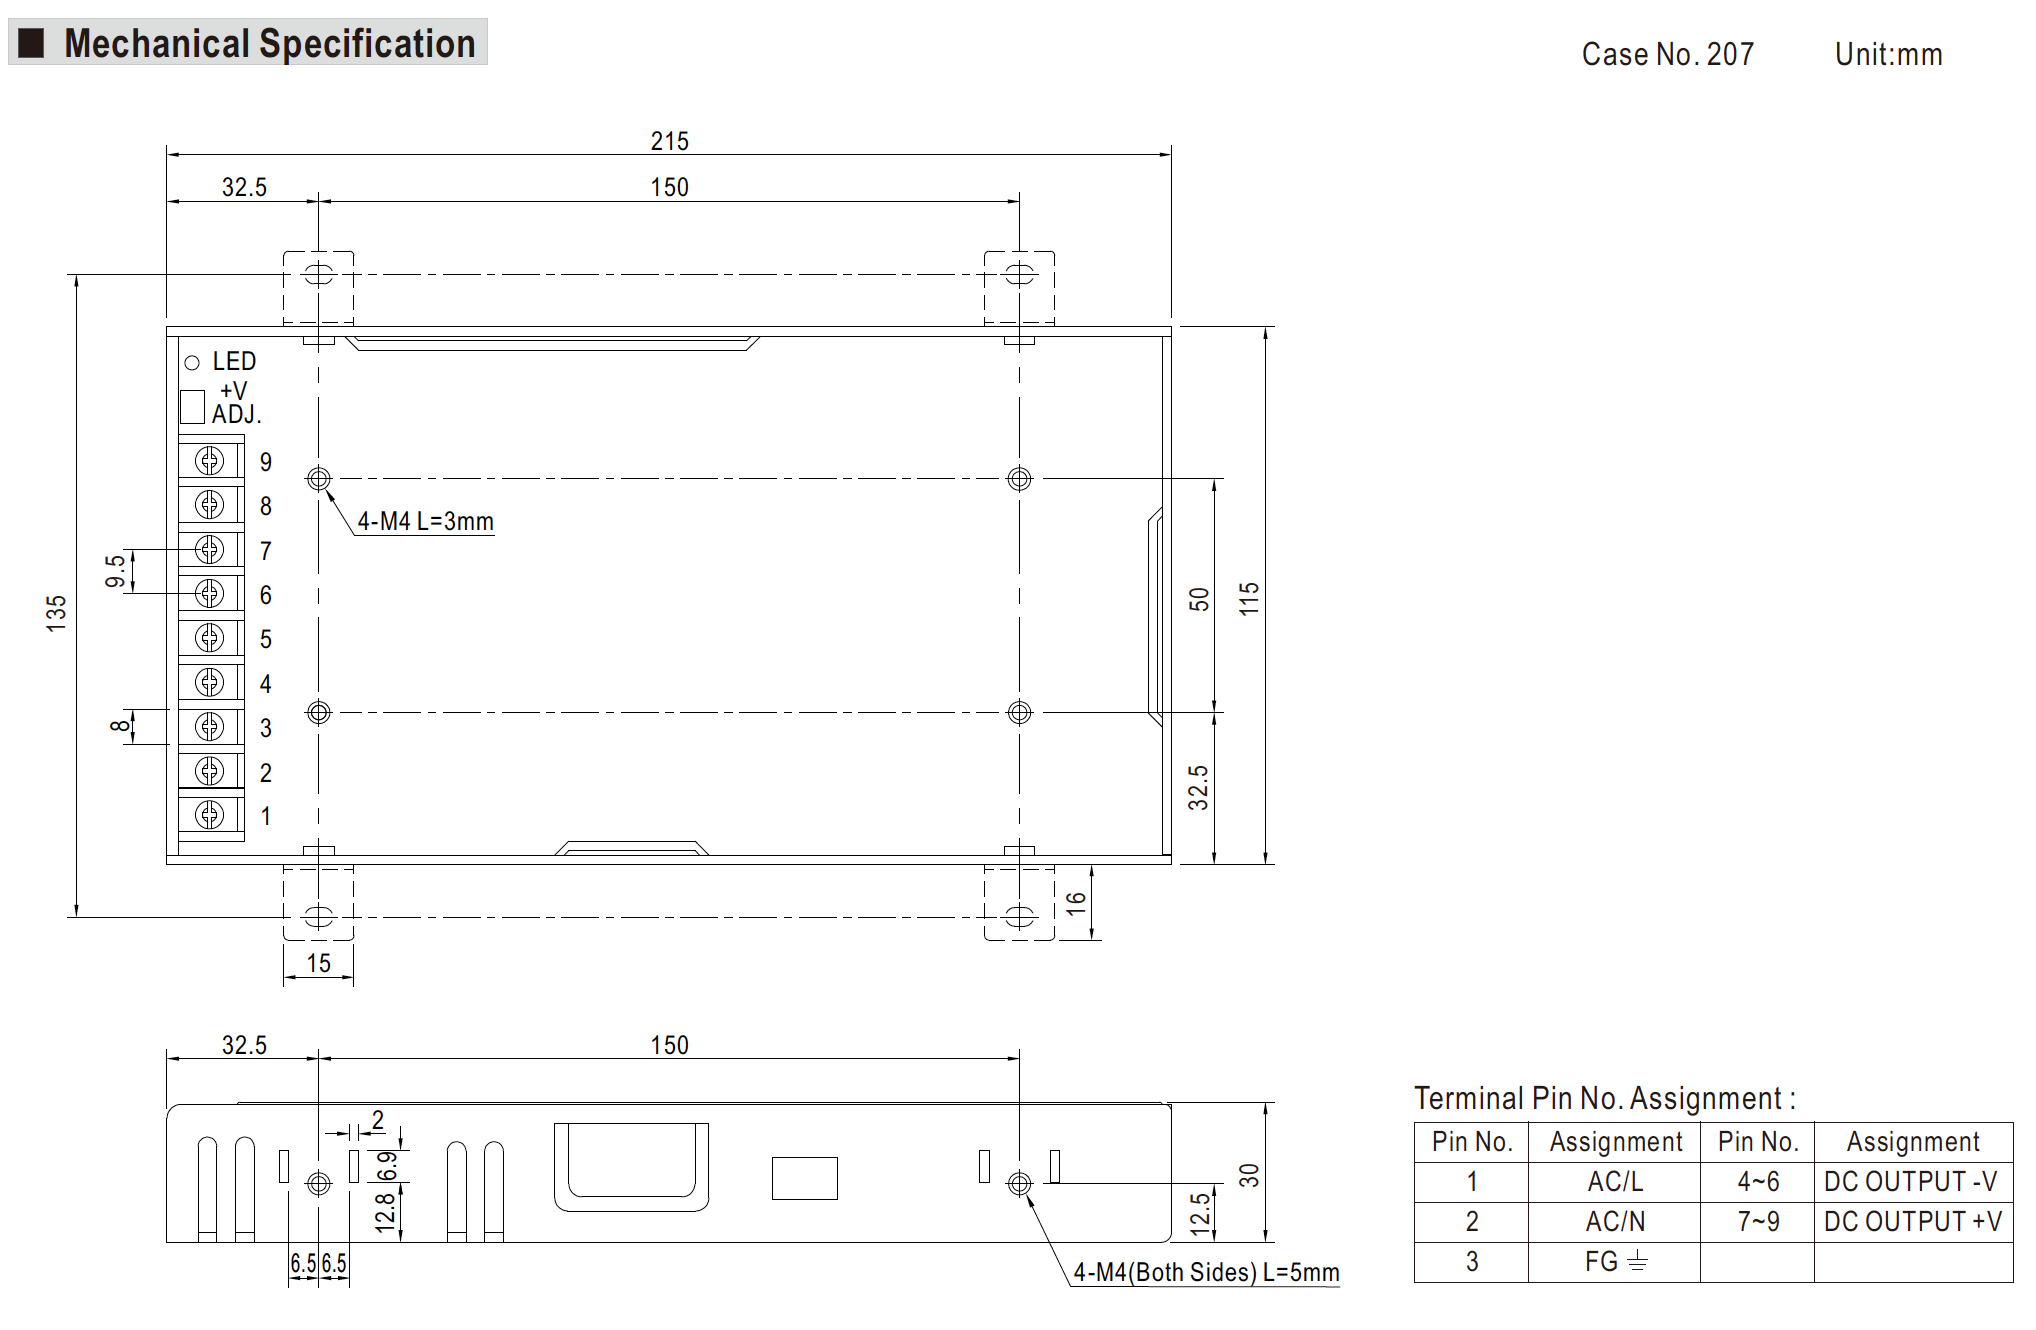 ■ Mechanical Specification
Case No. 207 Unit:mm
215
32.5 150
LED
+V
ADJ.
9
8
4-M4 L=3mm
7
9.5
6
135
50
115
5
4
8
3
2
32.5
1
16
15
32.5 150
2
6.9
12.8
30
12.5
6.5 6.5
4-M4(Both Sides) L=5mm
Terminal Pin No. Assignment :
Pin No. Assignment Pin No. Assignment
1 AC/L 4~6 DC OUTPUT -V
2 AC/N 7~9 DC OUTPUT +V
3 FG ⏚